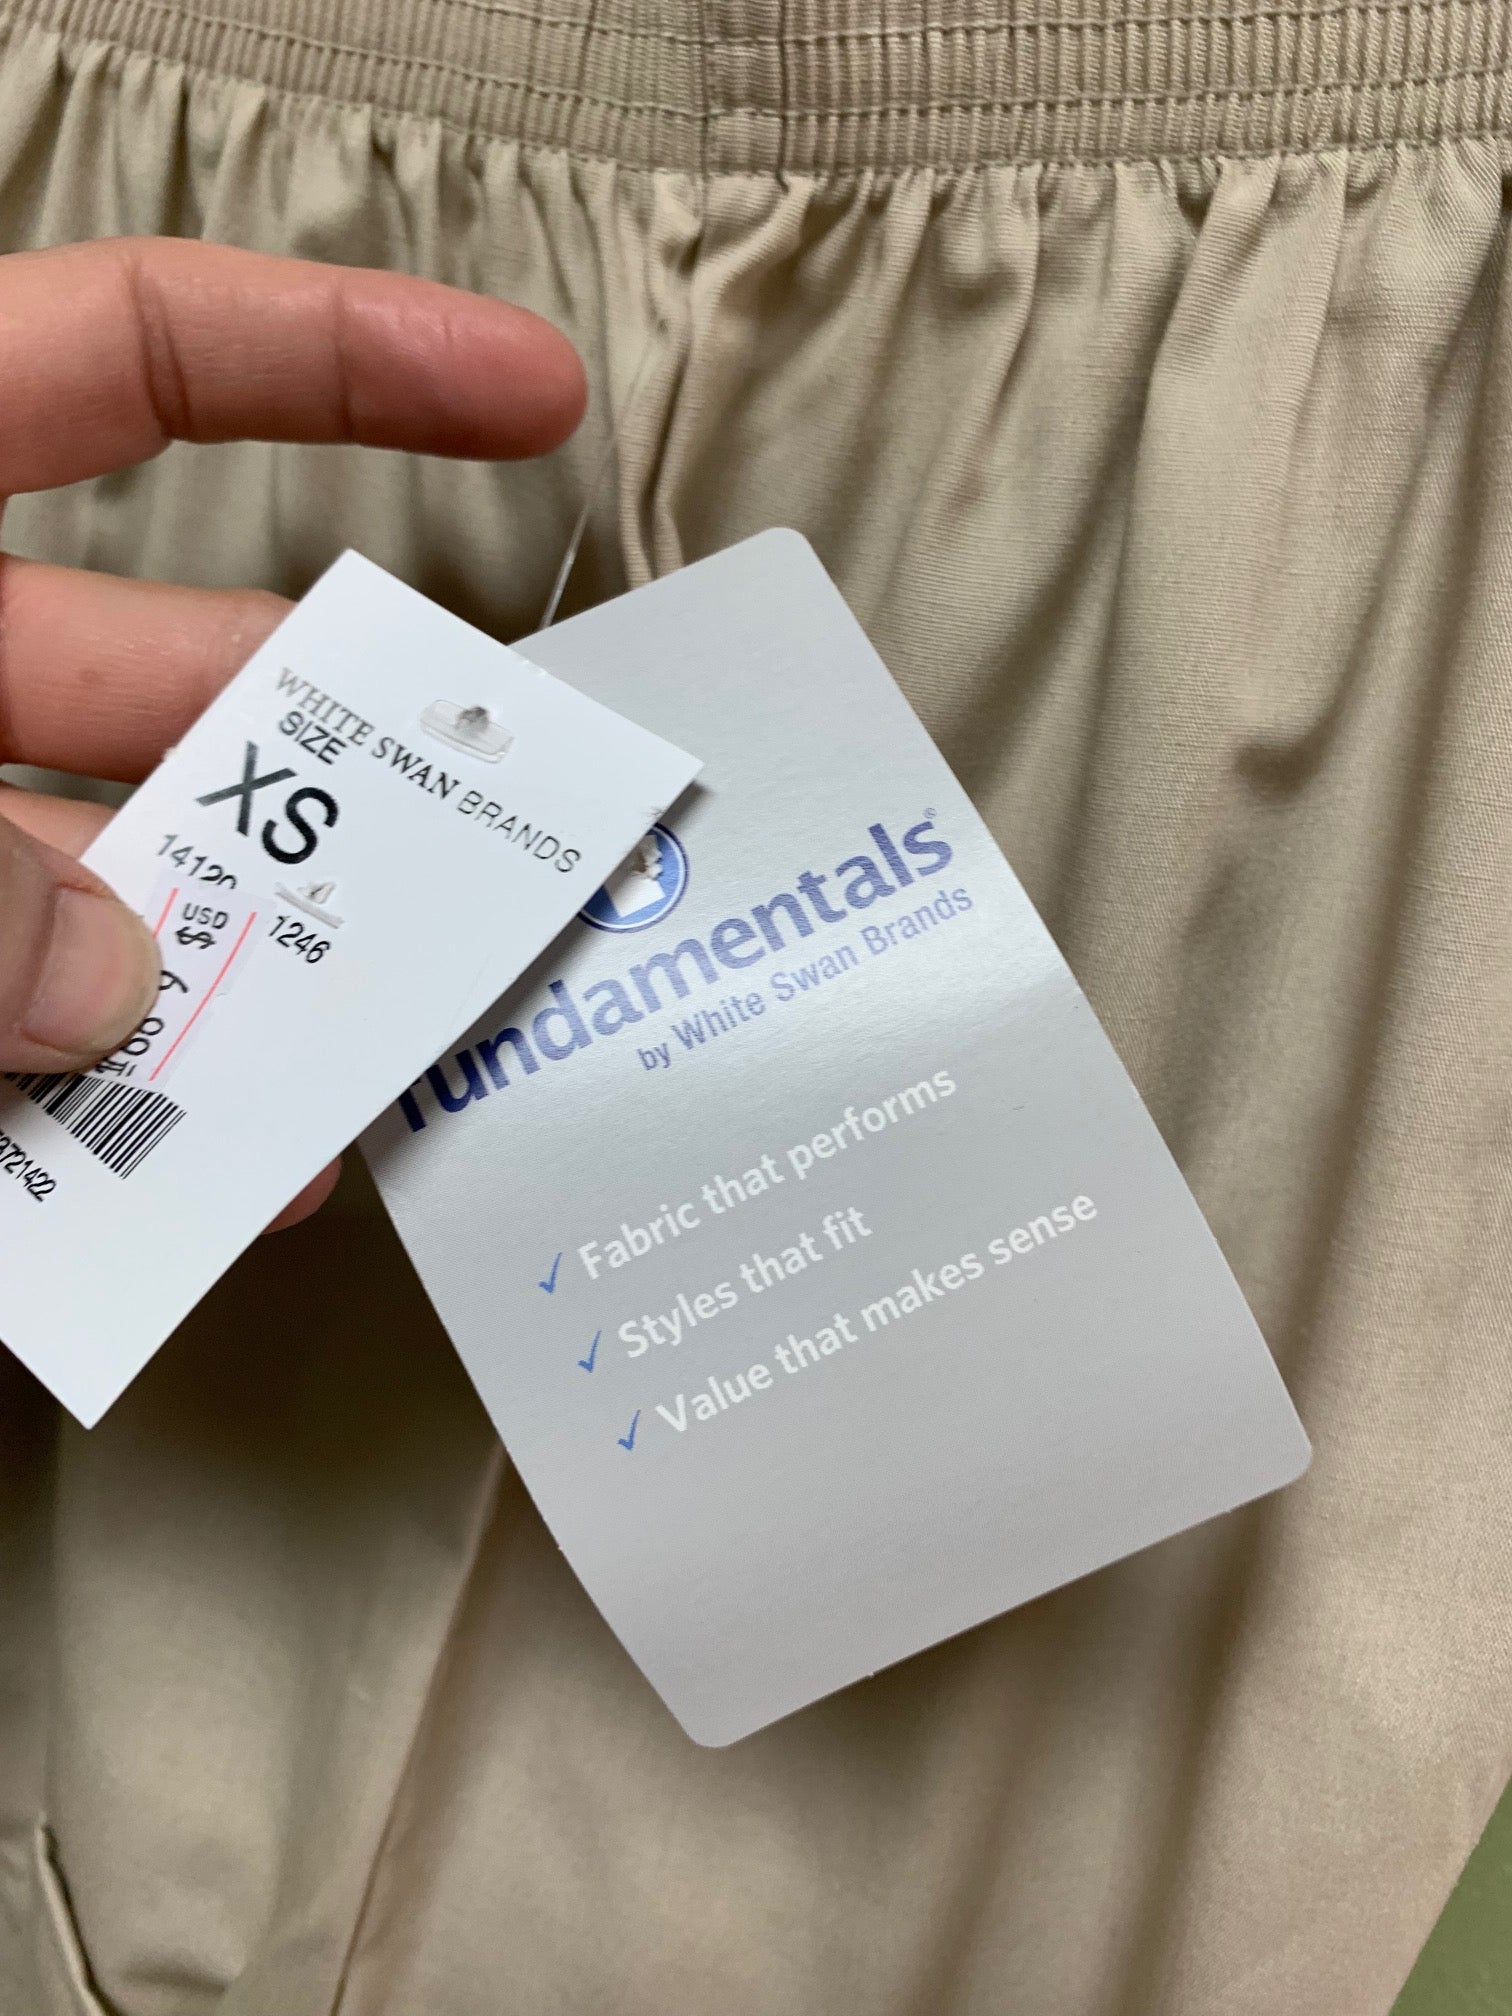 WHITE SWAN BRANDS
SIZE
XS
1246
USD
$
Fundamentals®
by White Swan Brands
✓ Fabric that performs
✓ Styles that fit
✓ Value that makes sense